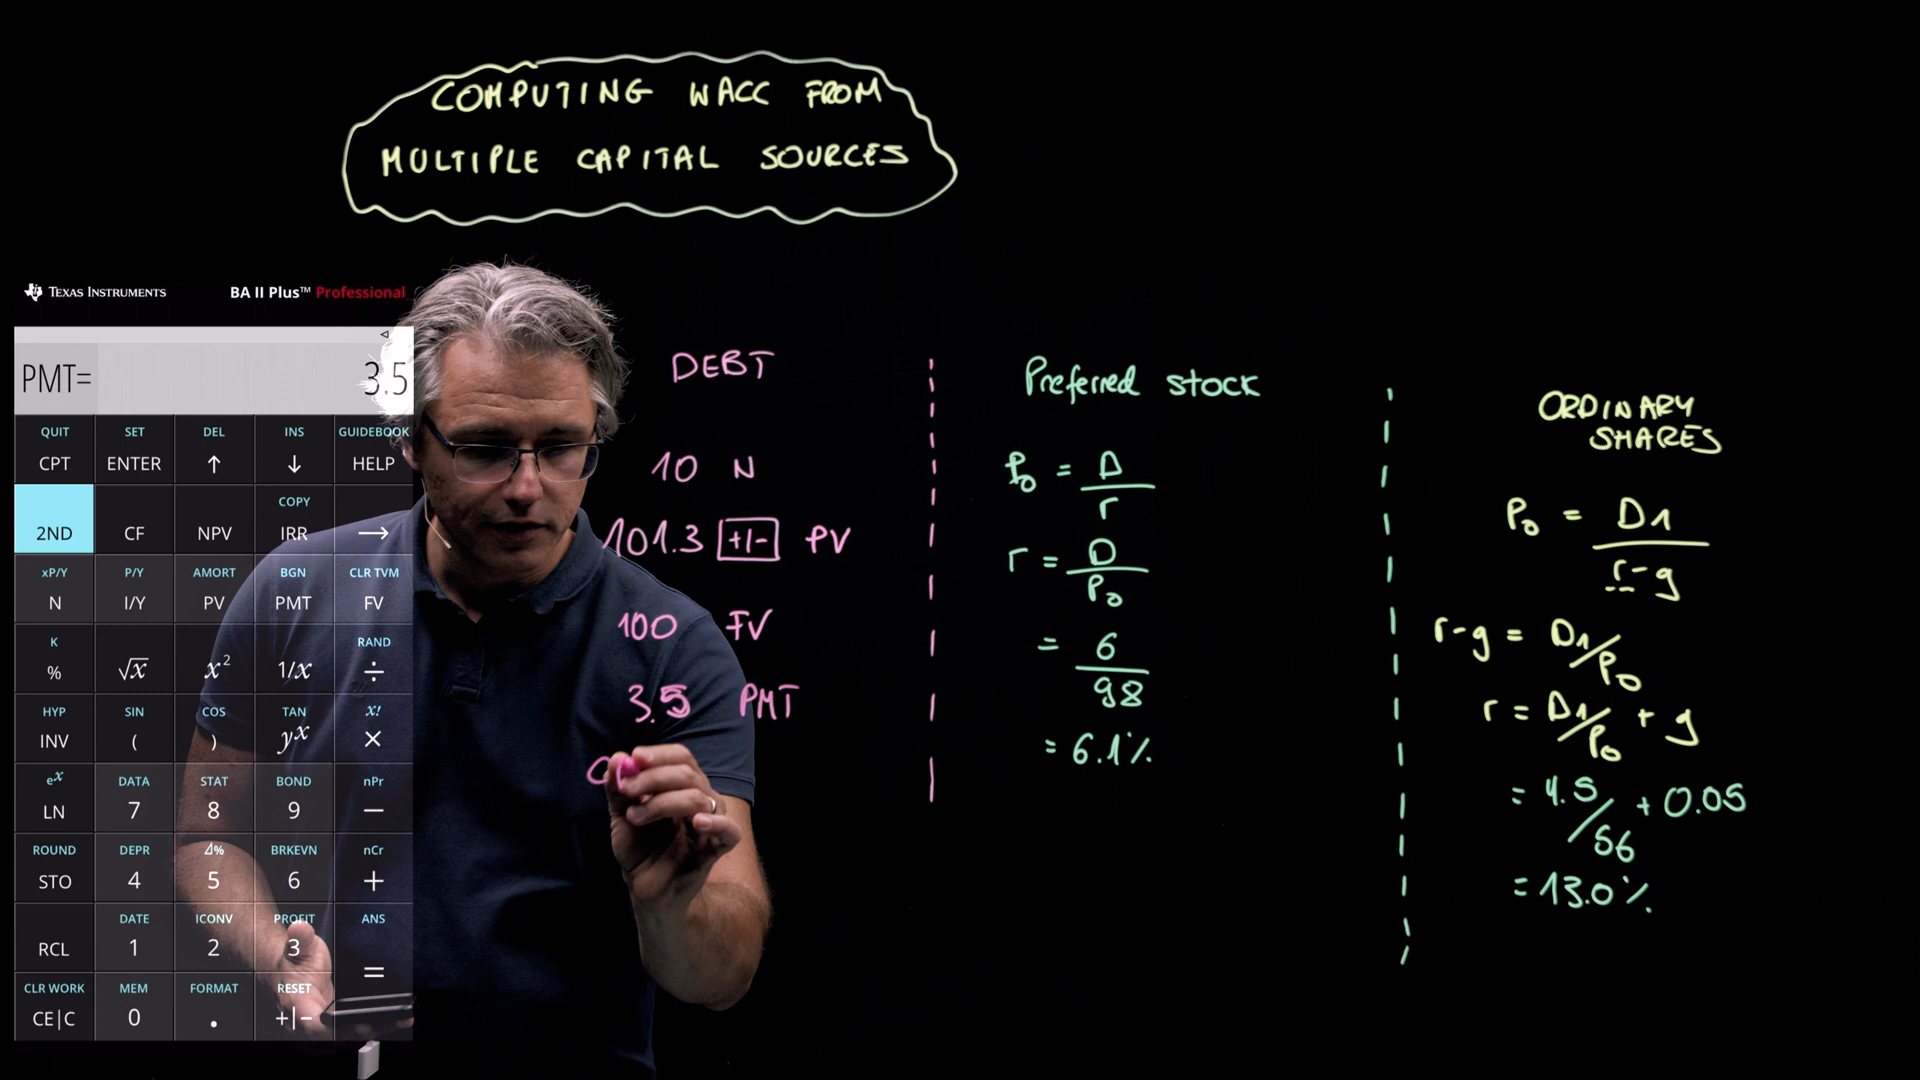 COMPUTING WACC FROM
MULTIPLE CAPITAL SOURCES
TEXAS INSTRUMENTS BA II Plus™ Professional
PMT= 3.5
QUIT SET DEL INS GUIDEBOOK
CPT ENTER ↑ ↓ HELP
COPY
2ND CF NPV IRR →
xP/Y P/Y AMORT BGN CLR TVM
N I/Y PV PMT FV
K RAND
% √x x² 1/x ÷
HYP SIN COS TAN x!
INV ( ) yˣ ×
eˣ DATA STAT BOND nPr
LN 7 8 9 −
ROUND DEPR Δ% BRKEVN nCr
STO 4 5 6 +
DATE ICONV PROFIT ANS
RCL 1 2 3 =
CLR WORK MEM FORMAT RESET
CE|C 0 . +|−
DEBT
10 N
101.3 +/- PV
100 FV
3.5 PMT
Preferred stock
P₀ = D/r
r = D/P₀
= 6/98
= 6.1%
ORDINARY
SHARES
P₀ = D1/(r-g)
r-g = D1/P₀
r = D1/P₀ + g
= 4.5/56 + 0.05
= 13.0%